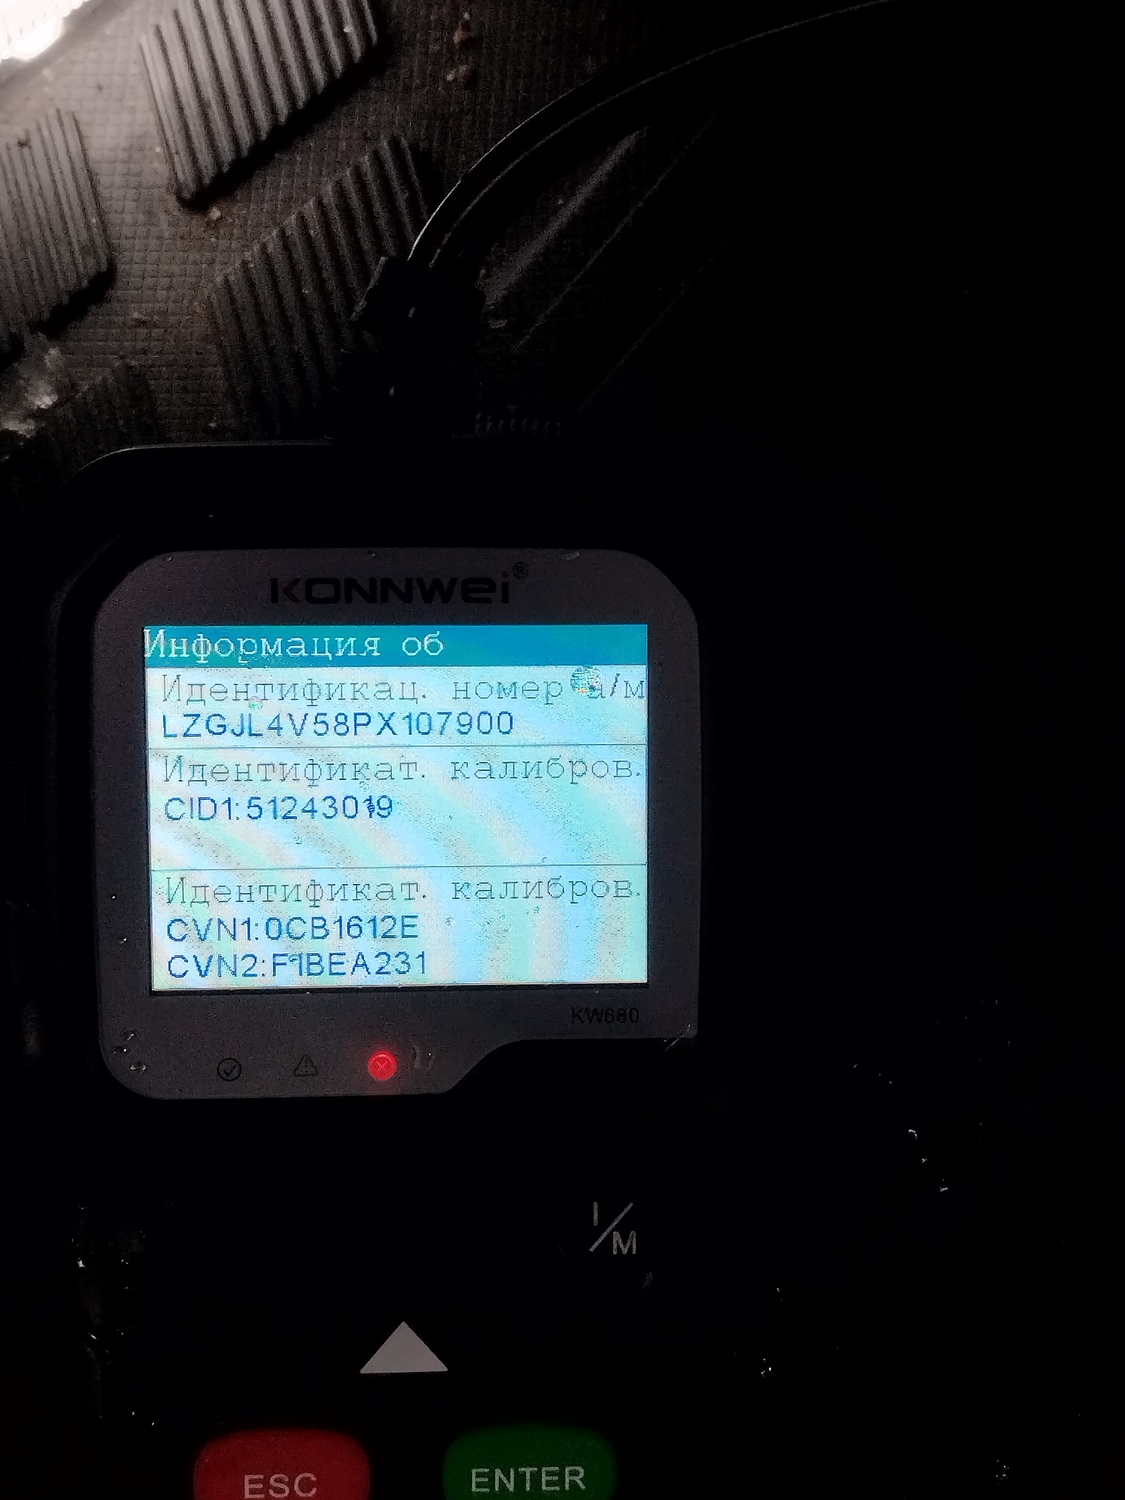 KONNWEI®
Информация об
Идентификац. номер а/м
LZGJL4V58PX107900
Идентификат. калибров.
CID1:51243019
Идентификат. калибров.
CVN1:0CB1612E
CVN2:F1BEA231
KW680
I/M
ESC
ENTER